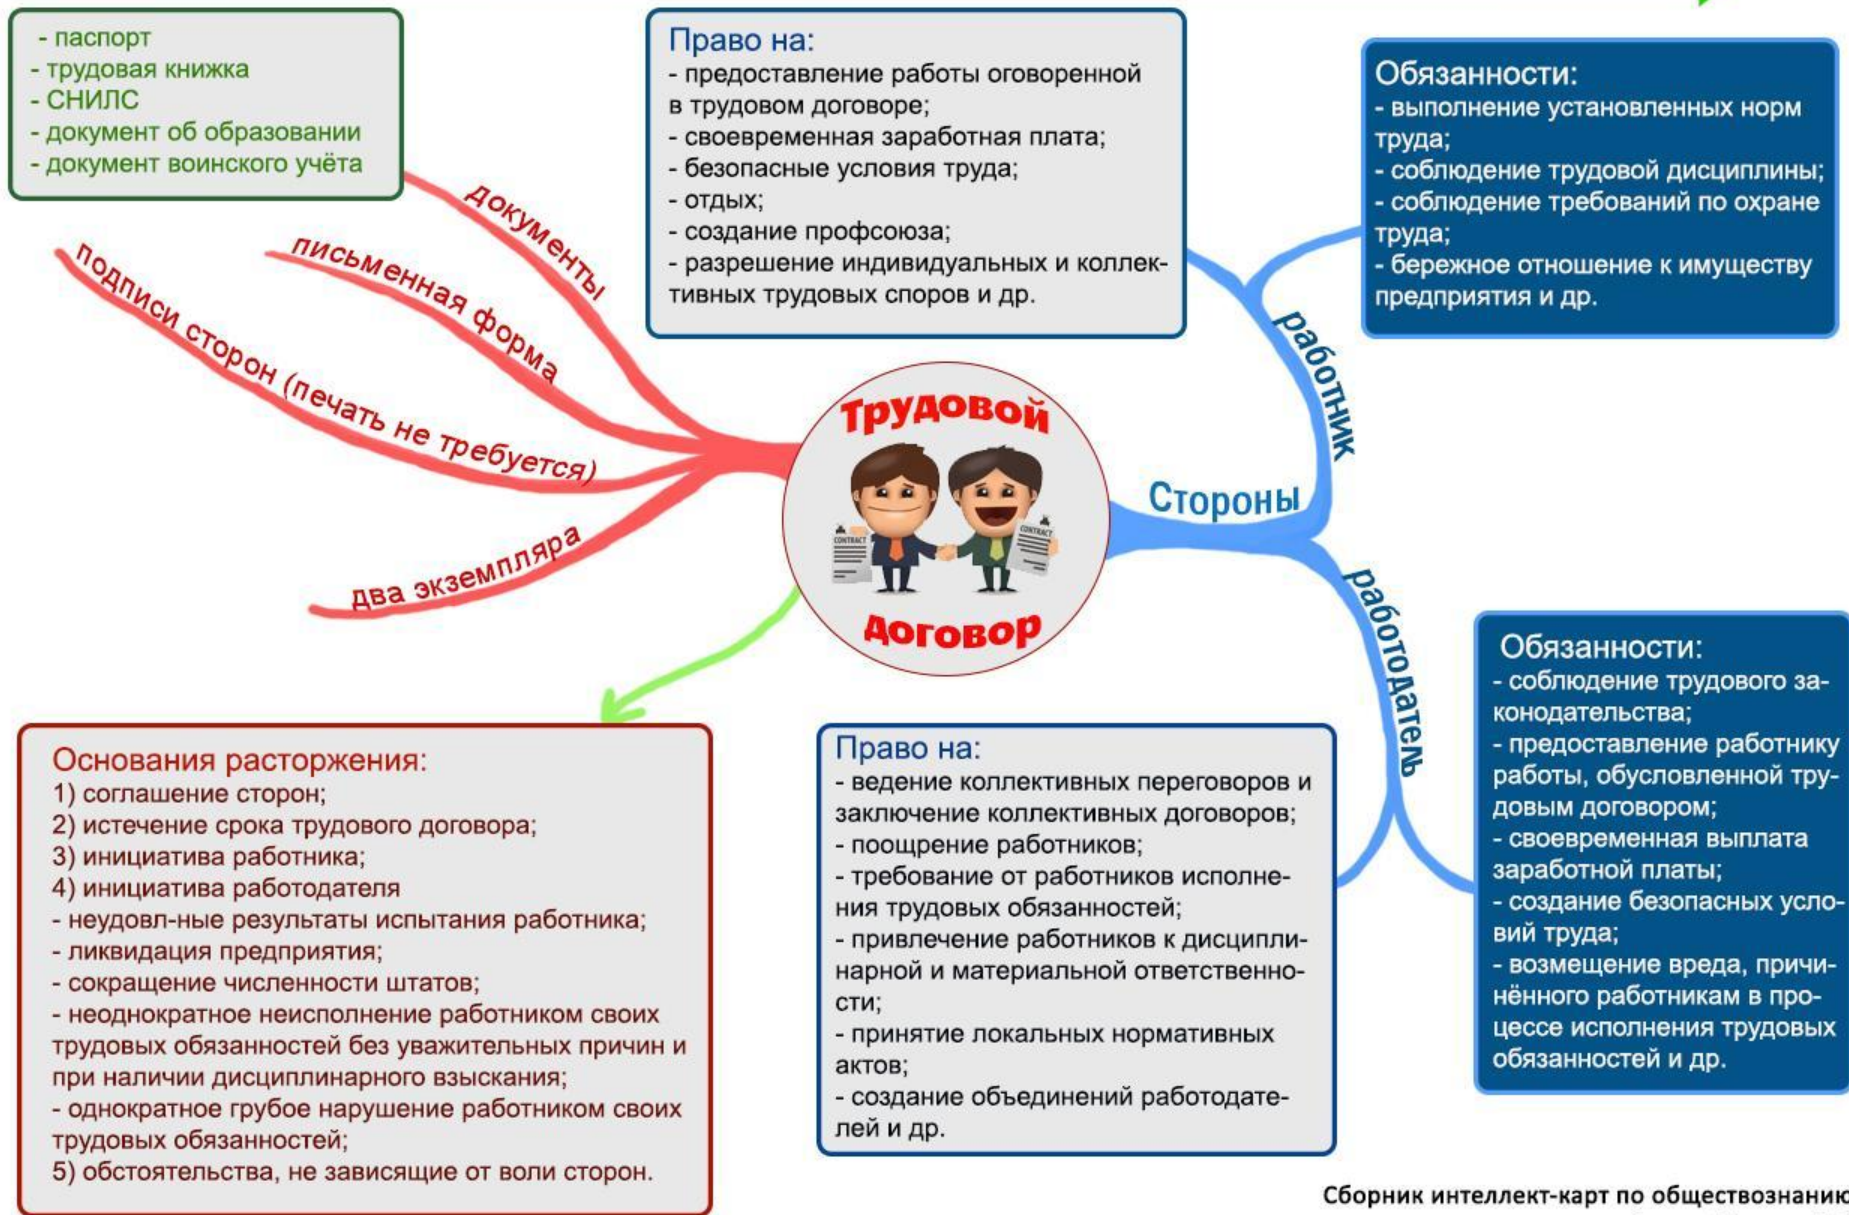 - паспорт
- трудовая книжка
- СНИЛС
- документ об образовании
- документ воинского учёта
документы
письменная форма
подписи сторон (печать не требуется)
два экземпляра
Трудовой
CONTRACT
CONTRACT
договор
Стороны
работник
Право на:
- предоставление работы оговоренной
в трудовом договоре;
- своевременная заработная плата;
- безопасные условия труда;
- отдых;
- создание профсоюза;
- разрешение индивидуальных и коллек-
тивных трудовых споров и др.
Обязанности:
- выполнение установленных норм
труда;
- соблюдение трудовой дисциплины;
- соблюдение требований по охране
труда;
- бережное отношение к имуществу
предприятия и др.
работодатель
Право на:
- ведение коллективных переговоров и
заключение коллективных договоров;
- поощрение работников;
- требование от работников исполне-
ния трудовых обязанностей;
- привлечение работников к дисципли-
нарной и материальной ответственно-
сти;
- принятие локальных нормативных
актов;
- создание объединений работодате-
лей и др.
Обязанности:
- соблюдение трудового за-
конодательства;
- предоставление работнику
работы, обусловленной тру-
довым договором;
- своевременная выплата
заработной платы;
- создание безопасных усло-
вий труда;
- возмещение вреда, причи-
нённого работникам в про-
цессе исполнения трудовых
обязанностей и др.
Основания расторжения:
1) соглашение сторон;
2) истечение срока трудового договора;
3) инициатива работника;
4) инициатива работодателя
- неудовл-ные результаты испытания работника;
- ликвидация предприятия;
- сокращение численности штатов;
- неоднократное неисполнение работником своих
трудовых обязанностей без уважительных причин и
при наличии дисциплинарного взыскания;
- однократное грубое нарушение работником своих
трудовых обязанностей;
5) обстоятельства, не зависящие от воли сторон.
Сборник интеллект-карт по обществознанию